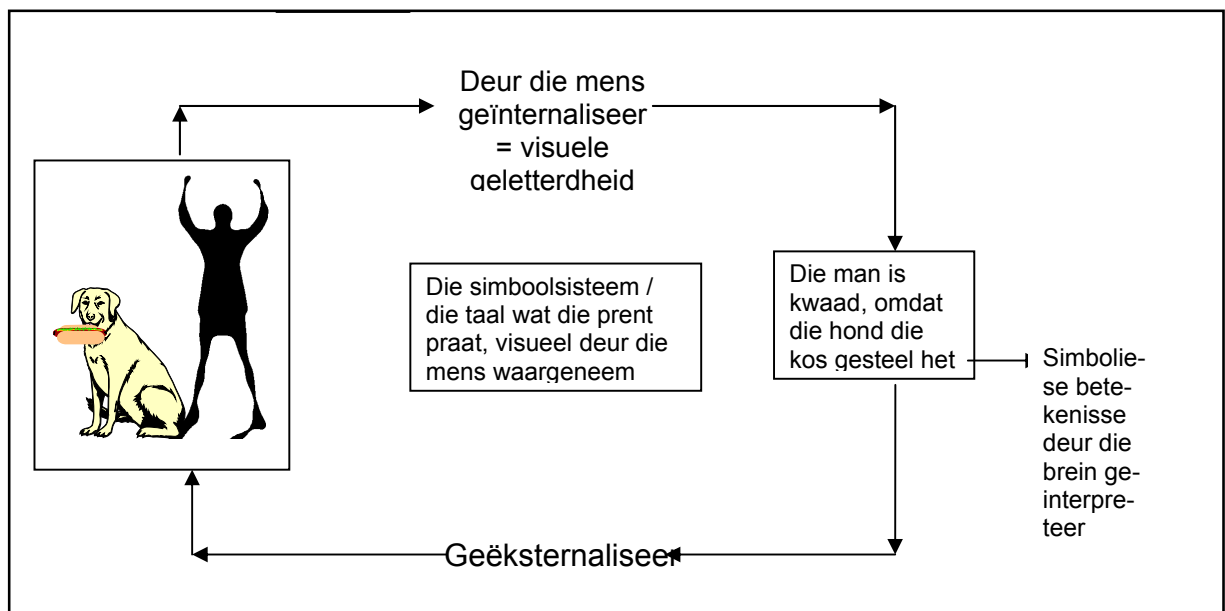 Deur die mens
geïnternaliseer
= visuele
geletterdheid
Die simboolsisteem /
die taal wat die prent
praat, visueel deur die
mens waargeneem
Die man is
kwaad, omdat
die hond die
kos gesteel het
Simbolie-
se bete-
kenisse
deur die
brein ge-
interpre-
teer
Geëksternaliseer